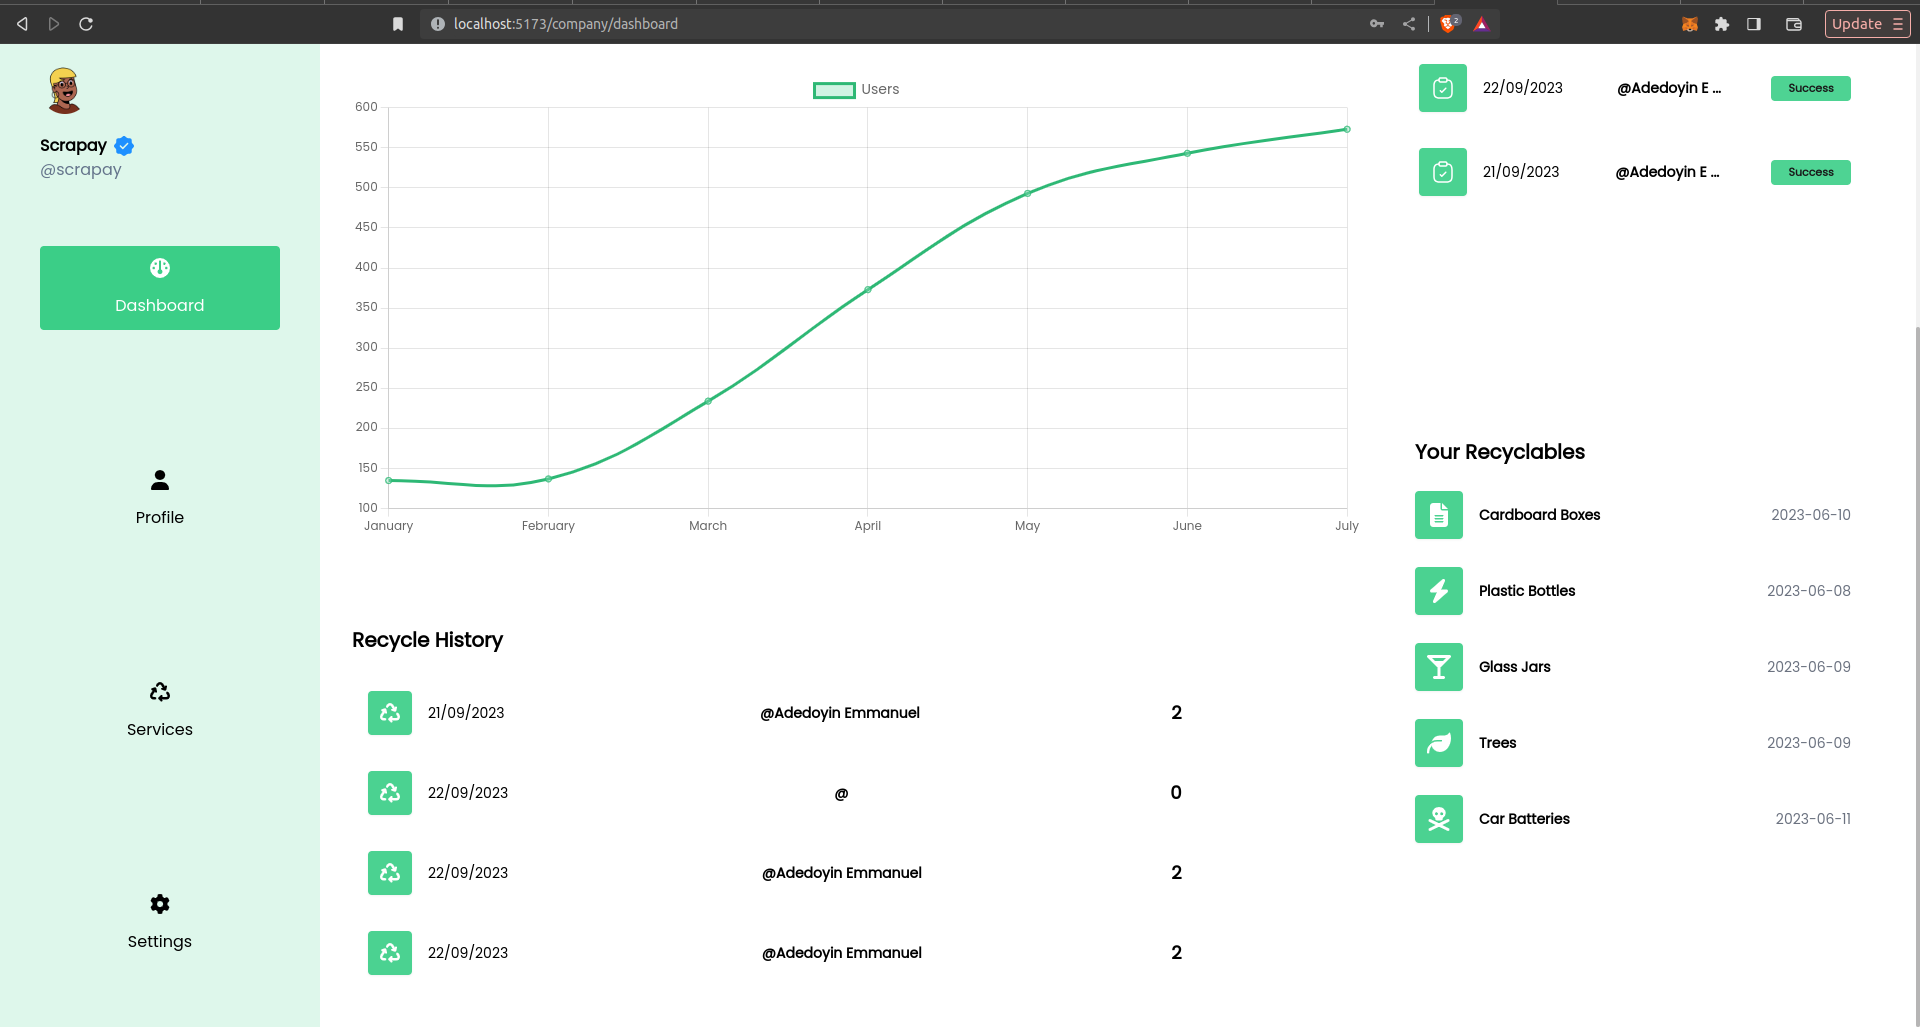 localhost:5173/company/dashboard
2
Update
Scrapay
@scrapay
Dashboard
Profile
Services
Settings
Users
600
550
500
450
400
350
300
250
200
150
100
January February March April May June July
Recycle History
21/09/2023 @Adedoyin Emmanuel 2
22/09/2023 @ 0
22/09/2023 @Adedoyin Emmanuel 2
22/09/2023 @Adedoyin Emmanuel 2
22/09/2023 @Adedoyin E ... Success
21/09/2023 @Adedoyin E ... Success
Your Recyclables
Cardboard Boxes 2023-06-10
Plastic Bottles 2023-06-08
Glass Jars 2023-06-09
Trees 2023-06-09
Car Batteries 2023-06-11